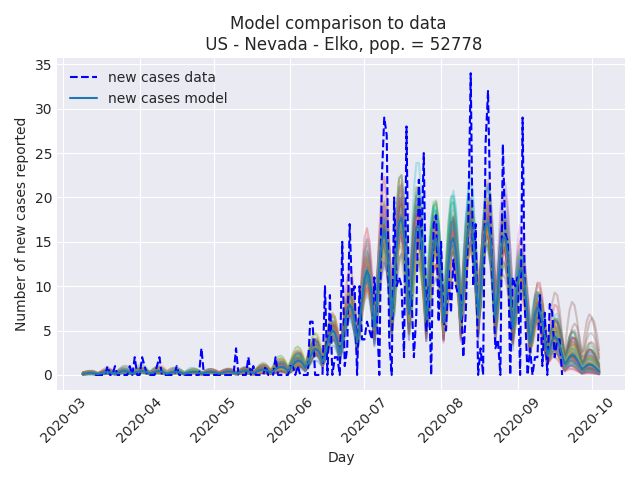 Model comparison to data
US - Nevada - Elko, pop. = 52778
new cases data
new cases model
Number of new cases reported
35
30
25
20
15
10
5
0
2020-03
2020-04
2020-05
2020-06
2020-07
2020-08
2020-09
2020-10
Day